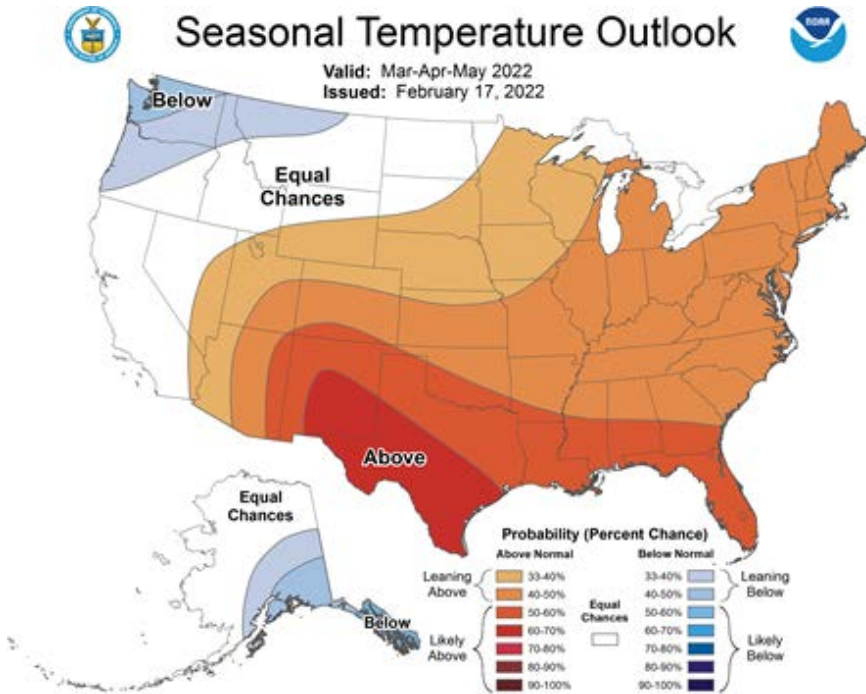 NOAA
Seasonal Temperature Outlook
Valid: Mar-Apr-May 2022
Issued: February 17, 2022
Below
Equal
Chances
Above
Equal
Chances
Below
Probability (Percent Chance)
Above Normal
Below Normal
Leaning
Above
Likely
Above
33-40%
40-50%
50-60%
60-70%
70-80%
80-90%
90-100%
Equal
Chances
33-40%
40-50%
50-60%
60-70%
70-80%
80-90%
90-100%
Leaning
Below
Likely
Below